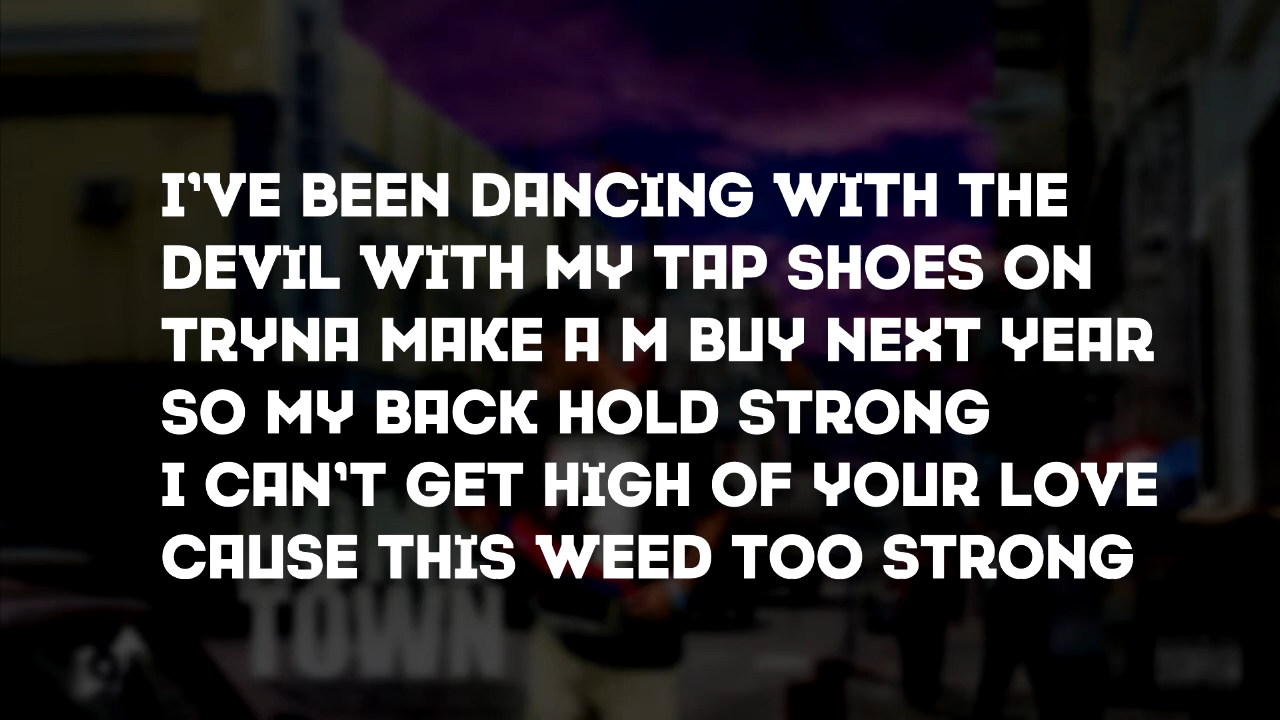 I'VE BEEN DANCING WITH THE
DEVIL WITH MY TAP SHOES ON
TRYNA MAKE A M BUY NEXT YEAR
SO MY BACK HOLD STRONG
I CAN'T GET HIGH OF YOUR LOVE
CAUSE THIS WEED TOO STRONG
TOWN